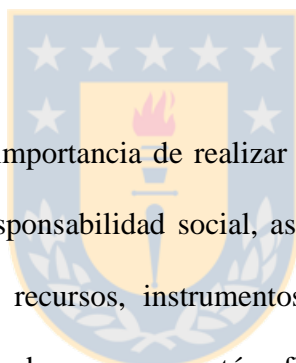 importancia de realizar
sponsabilidad social, as
recursos, instrumentos